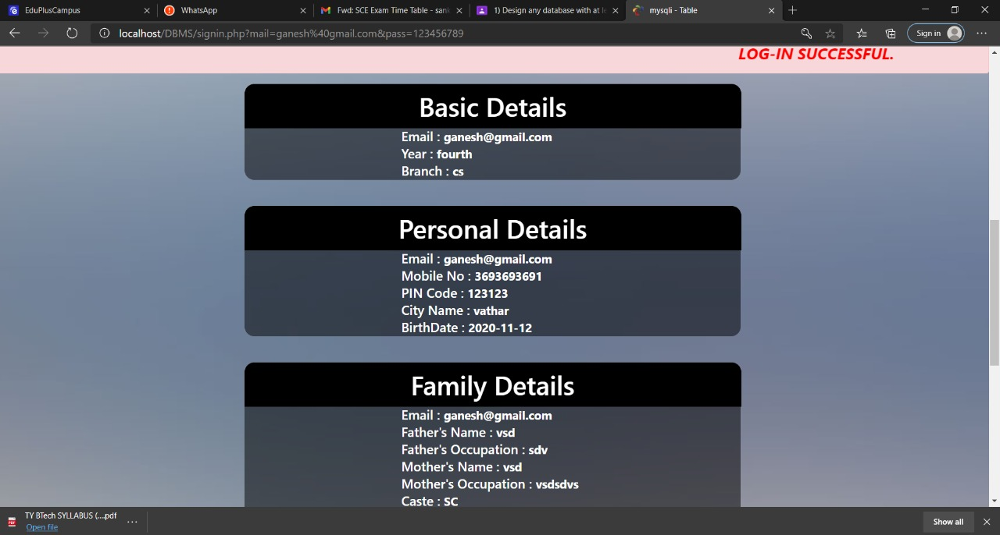 EduPlusCampus
WhatsApp
Fwd: SCE Exam Time Table - sank
1) Design any database with at le
mysqli - Table
localhost/DBMS/signin.php?mail=ganesh%40gmail.com&pass=123456789
Sign in
LOG-IN SUCCESSFUL.
Basic Details
Email : ganesh@gmail.com
Year : fourth
Branch : cs
Personal Details
Email : ganesh@gmail.com
Mobile No : 3693693691
PIN Code : 123123
City Name : vathar
BirthDate : 2020-11-12
Family Details
Email : ganesh@gmail.com
Father's Name : vsd
Father's Occupation : sdv
Mother's Name : vsd
Mother's Occupation : vsdsdvs
Caste : SC
TY BTech SYLLABUS (....pdf
Open file
Show all